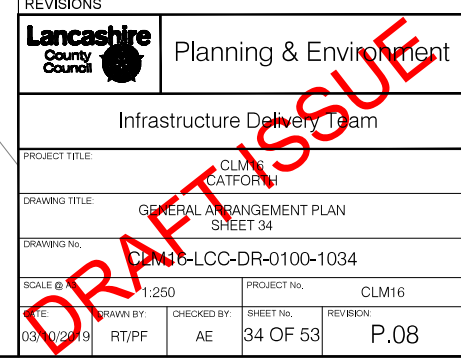 REVISIONS
Lancashire
County
Council
Planning & Environment
Infrastructure Delivery Team
PROJECT TITLE:
CLM16
CATFORTH
DRAWING TITLE:
GENERAL ARRANGEMENT PLAN
SHEET 34
DRAWING No.
CLM16-LCC-DR-0100-1034
SCALE @ A3
1:250
PROJECT No.
CLM16
DATE:
03/10/2019
DRAWN BY:
RT/PF
CHECKED BY:
AE
SHEET No.
34 OF 53
REVISION:
P.08
DRAFT ISSUE